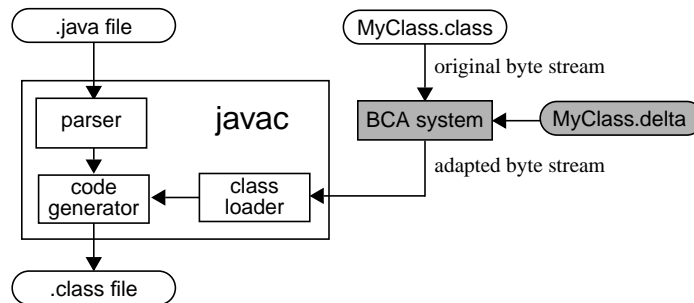 .java file
MyClass.class
original byte stream
javac
parser
BCA system
MyClass.delta
adapted byte stream
code
generator
class
loader
.class file